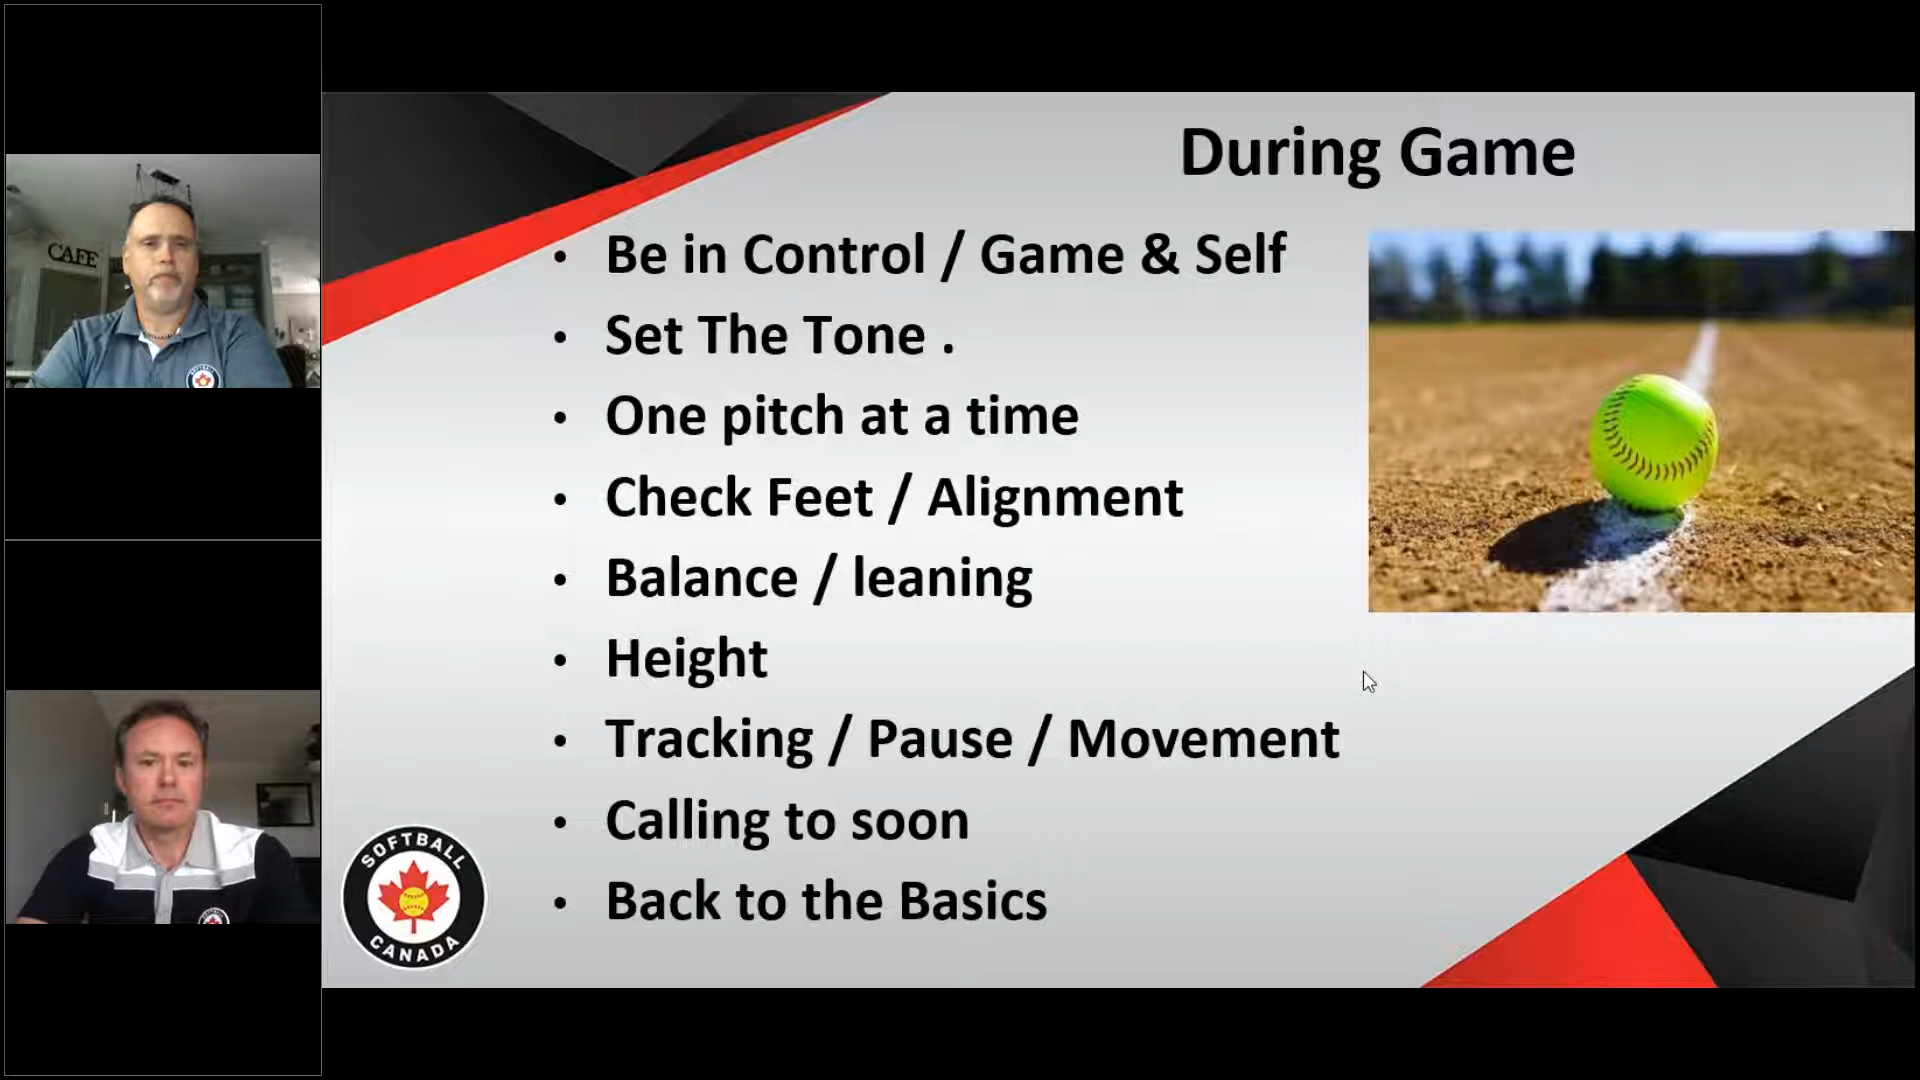 CAFE
During Game
• Be in Control / Game & Self
• Set The Tone .
• One pitch at a time
• Check Feet / Alignment
• Balance / leaning
• Height
• Tracking / Pause / Movement
• Calling to soon
• Back to the Basics
SOFTBALL
CANADA